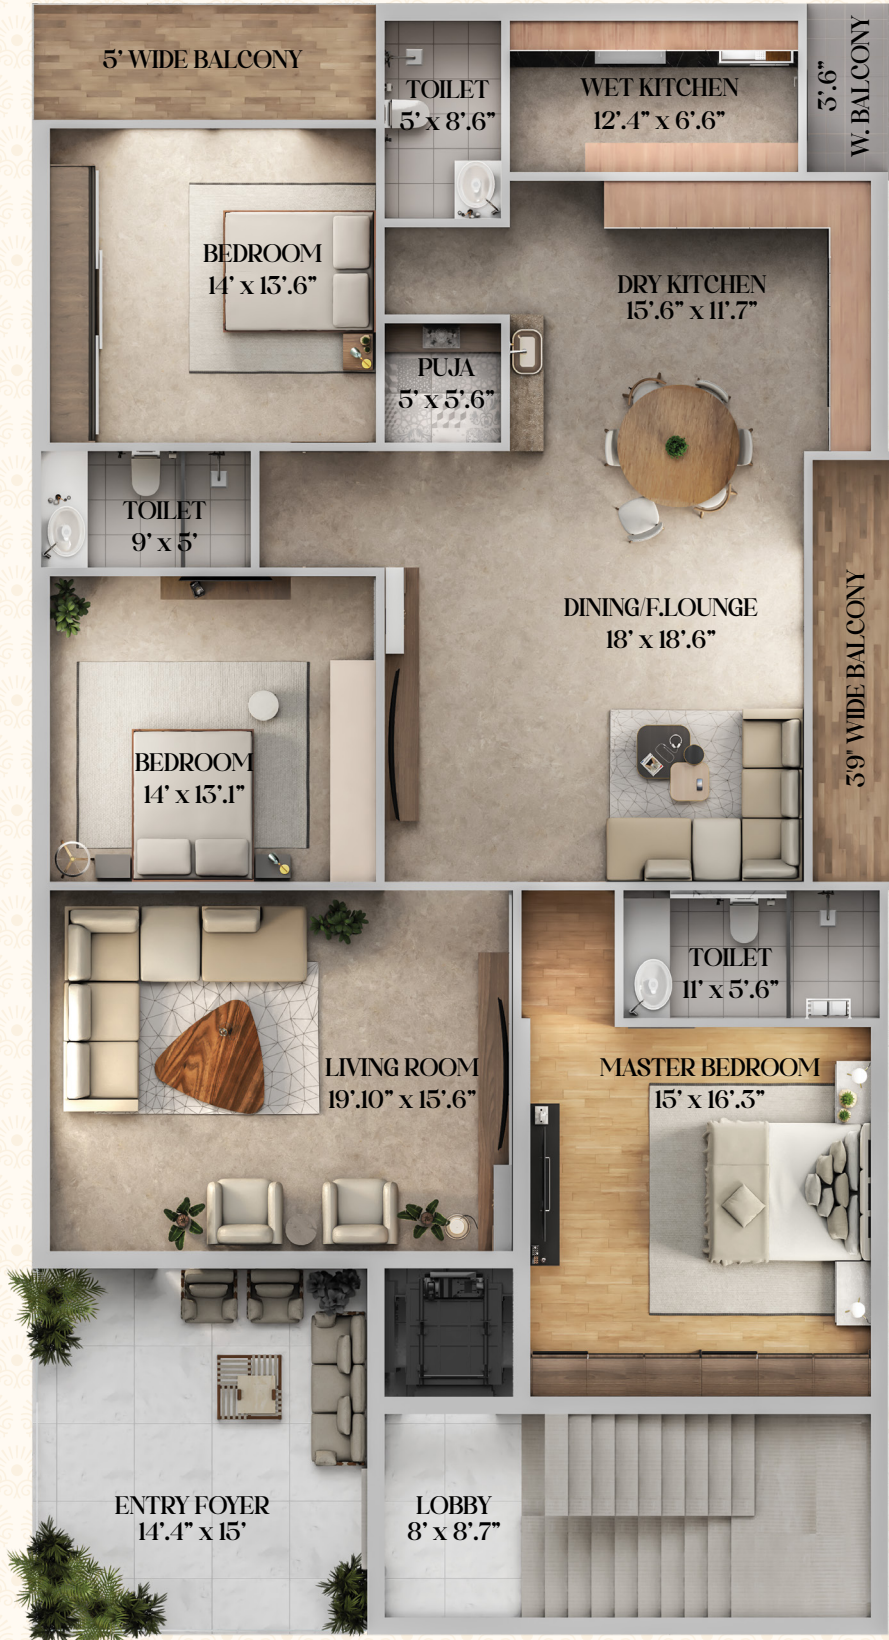 5' WIDE BALCONY
TOILET
5' x 8'.6"
WET KITCHEN
12'.4" x 6'.6"
3'.6"
W. BALCONY
BEDROOM
14' x 13'.6"
DRY KITCHEN
15'.6" x 11'.7"
PUJA
5' x 5'.6"
TOILET
9' x 5'
DINING/F.LOUNGE
18' x 18'.6"
3'9" WIDE BALCONY
BEDROOM
14' x 13'.1"
TOILET
11' x 5'.6"
LIVING ROOM
19'.10" x 15'.6"
MASTER BEDROOM
15' x 16'.3"
ENTRY FOYER
14'.4" x 15'
LOBBY
8' x 8'.7"